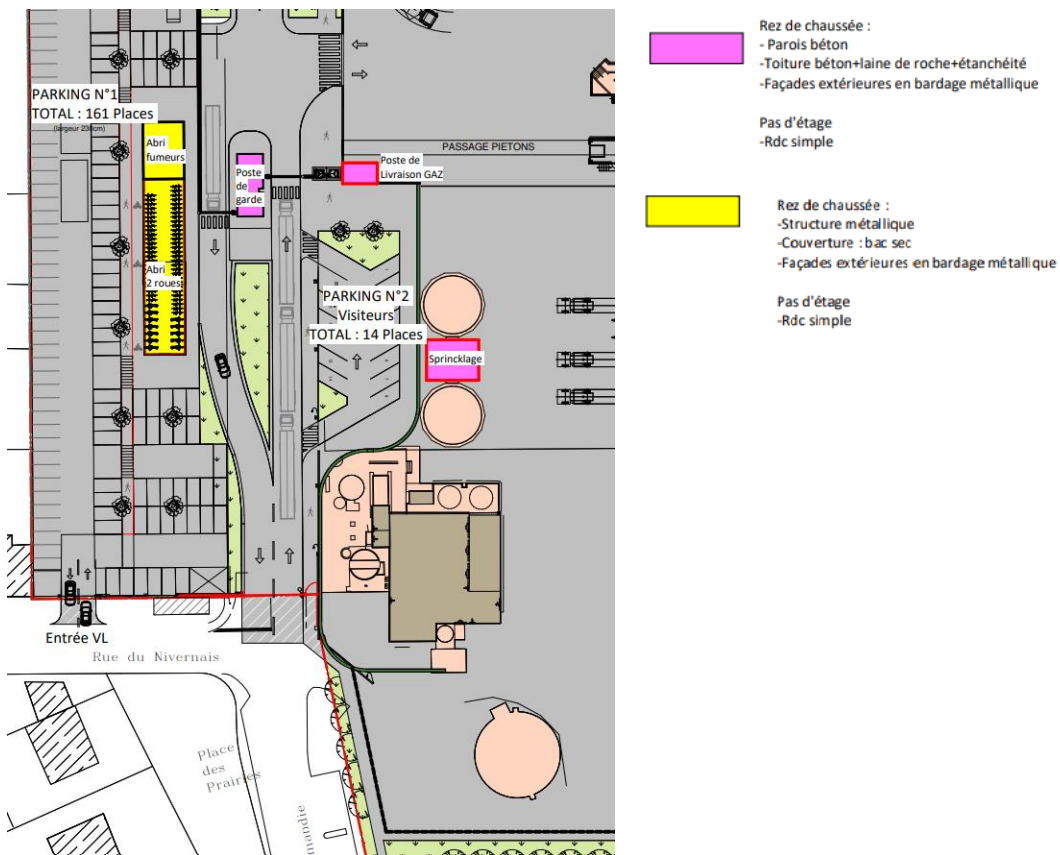 PARKING N°1
TOTAL : 161 Places
(largeur 230cm)
Abri
fumeurs
Abri
2 roues
Poste
de
garde
Poste de
Livraison GAZ
PASSAGE PIETONS
PARKING N°2
Visiteurs
TOTAL : 14 Places
Sprincklage
Entrée VL
Rue du Nivernais
Place
des
Prairies
Rez de chaussée :
- Parois béton
-Toiture béton+laine de roche+étanchéité
-Façades extérieures en bardage métallique
Pas d'étage
-Rdc simple
Rez de chaussée :
-Structure métallique
-Couverture : bac sec
-Façades extérieures en bardage métallique
Pas d'étage
-Rdc simple